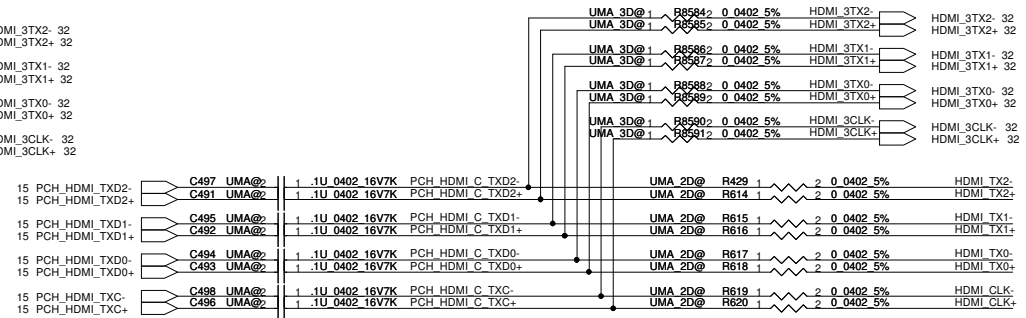 UMA_3D@ 1 R8584 2 0_0402_5% HDMI_3TX2- HDMI_3TX2- 32
UMA_3D@ 1 R8585 2 0_0402_5% HDMI_3TX2+ HDMI_3TX2+ 32
UMA_3D@ 1 R8586 2 0_0402_5% HDMI_3TX1- HDMI_3TX1- 32
UMA_3D@ 1 R8587 2 0_0402_5% HDMI_3TX1+ HDMI_3TX1+ 32
UMA_3D@ 1 R8588 2 0_0402_5% HDMI_3TX0- HDMI_3TX0- 32
UMA_3D@ 1 R8589 2 0_0402_5% HDMI_3TX0+ HDMI_3TX0+ 32
UMA_3D@ 1 R8590 2 0_0402_5% HDMI_3CLK- HDMI_3CLK- 32
UMA_3D@ 1 R8591 2 0_0402_5% HDMI_3CLK+ HDMI_3CLK+ 32
DMI_3TX2- 32
DMI_3TX2+ 32
DMI_3TX1- 32
DMI_3TX1+ 32
DMI_3TX0- 32
DMI_3TX0+ 32
DMI_3CLK- 32
DMI_3CLK+ 32
15 PCH_HDMI_TXD2- C497 UMA@ 2 1 .1U_0402_16V7K PCH_HDMI_C_TXD2- UMA_2D@ R429 1 2 0_0402_5% HDMI_TX2-
15 PCH_HDMI_TXD2+ C491 UMA@ 2 1 .1U_0402_16V7K PCH_HDMI_C_TXD2+ UMA_2D@ R614 1 2 0_0402_5% HDMI_TX2+
15 PCH_HDMI_TXD1- C495 UMA@ 2 1 .1U_0402_16V7K PCH_HDMI_C_TXD1- UMA_2D@ R615 1 2 0_0402_5% HDMI_TX1-
15 PCH_HDMI_TXD1+ C492 UMA@ 2 1 .1U_0402_16V7K PCH_HDMI_C_TXD1+ UMA_2D@ R616 1 2 0_0402_5% HDMI_TX1+
15 PCH_HDMI_TXD0- C494 UMA@ 2 1 .1U_0402_16V7K PCH_HDMI_C_TXD0- UMA_2D@ R617 1 2 0_0402_5% HDMI_TX0-
15 PCH_HDMI_TXD0+ C493 UMA@ 2 1 .1U_0402_16V7K PCH_HDMI_C_TXD0+ UMA_2D@ R618 1 2 0_0402_5% HDMI_TX0+
15 PCH_HDMI_TXC- C498 UMA@ 2 1 .1U_0402_16V7K PCH_HDMI_C_TXC- UMA_2D@ R619 1 2 0_0402_5% HDMI_CLK-
15 PCH_HDMI_TXC+ C496 UMA@ 2 1 .1U_0402_16V7K PCH_HDMI_C_TXC+ UMA_2D@ R620 1 2 0_0402_5% HDMI_CLK+